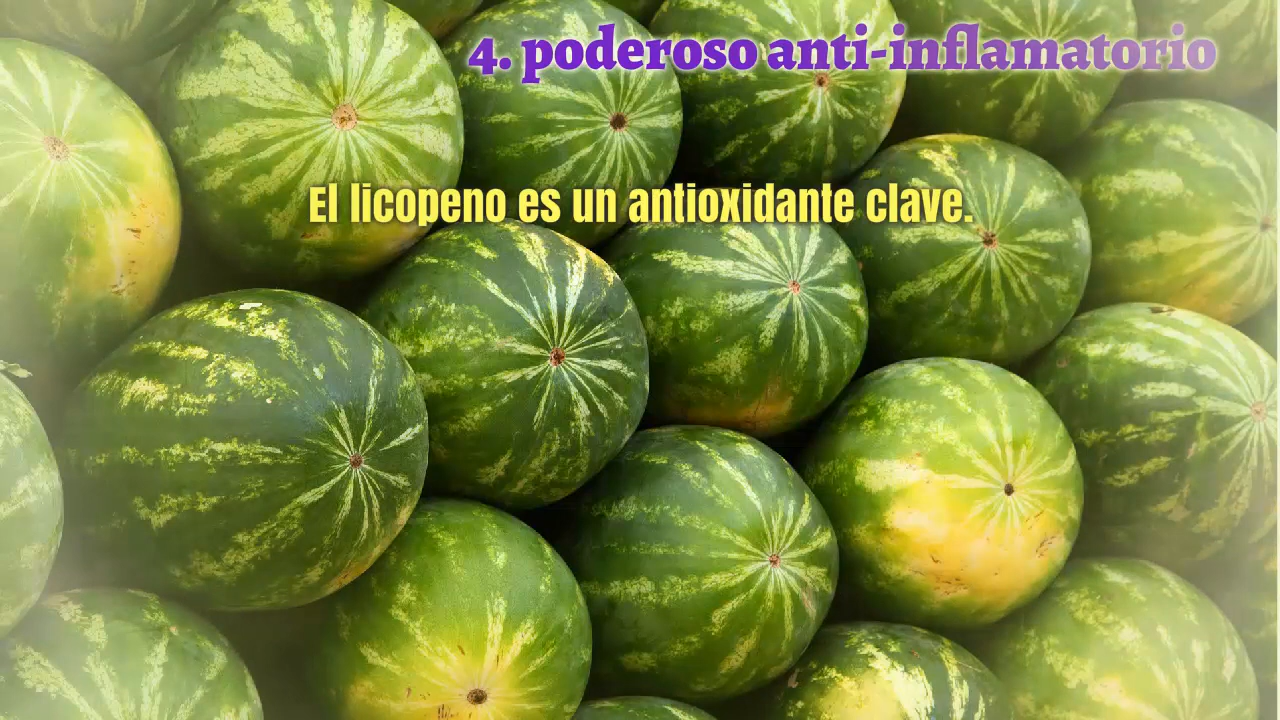 4. poderoso anti-inflamatorio
El licopeno es un antioxidante clave.